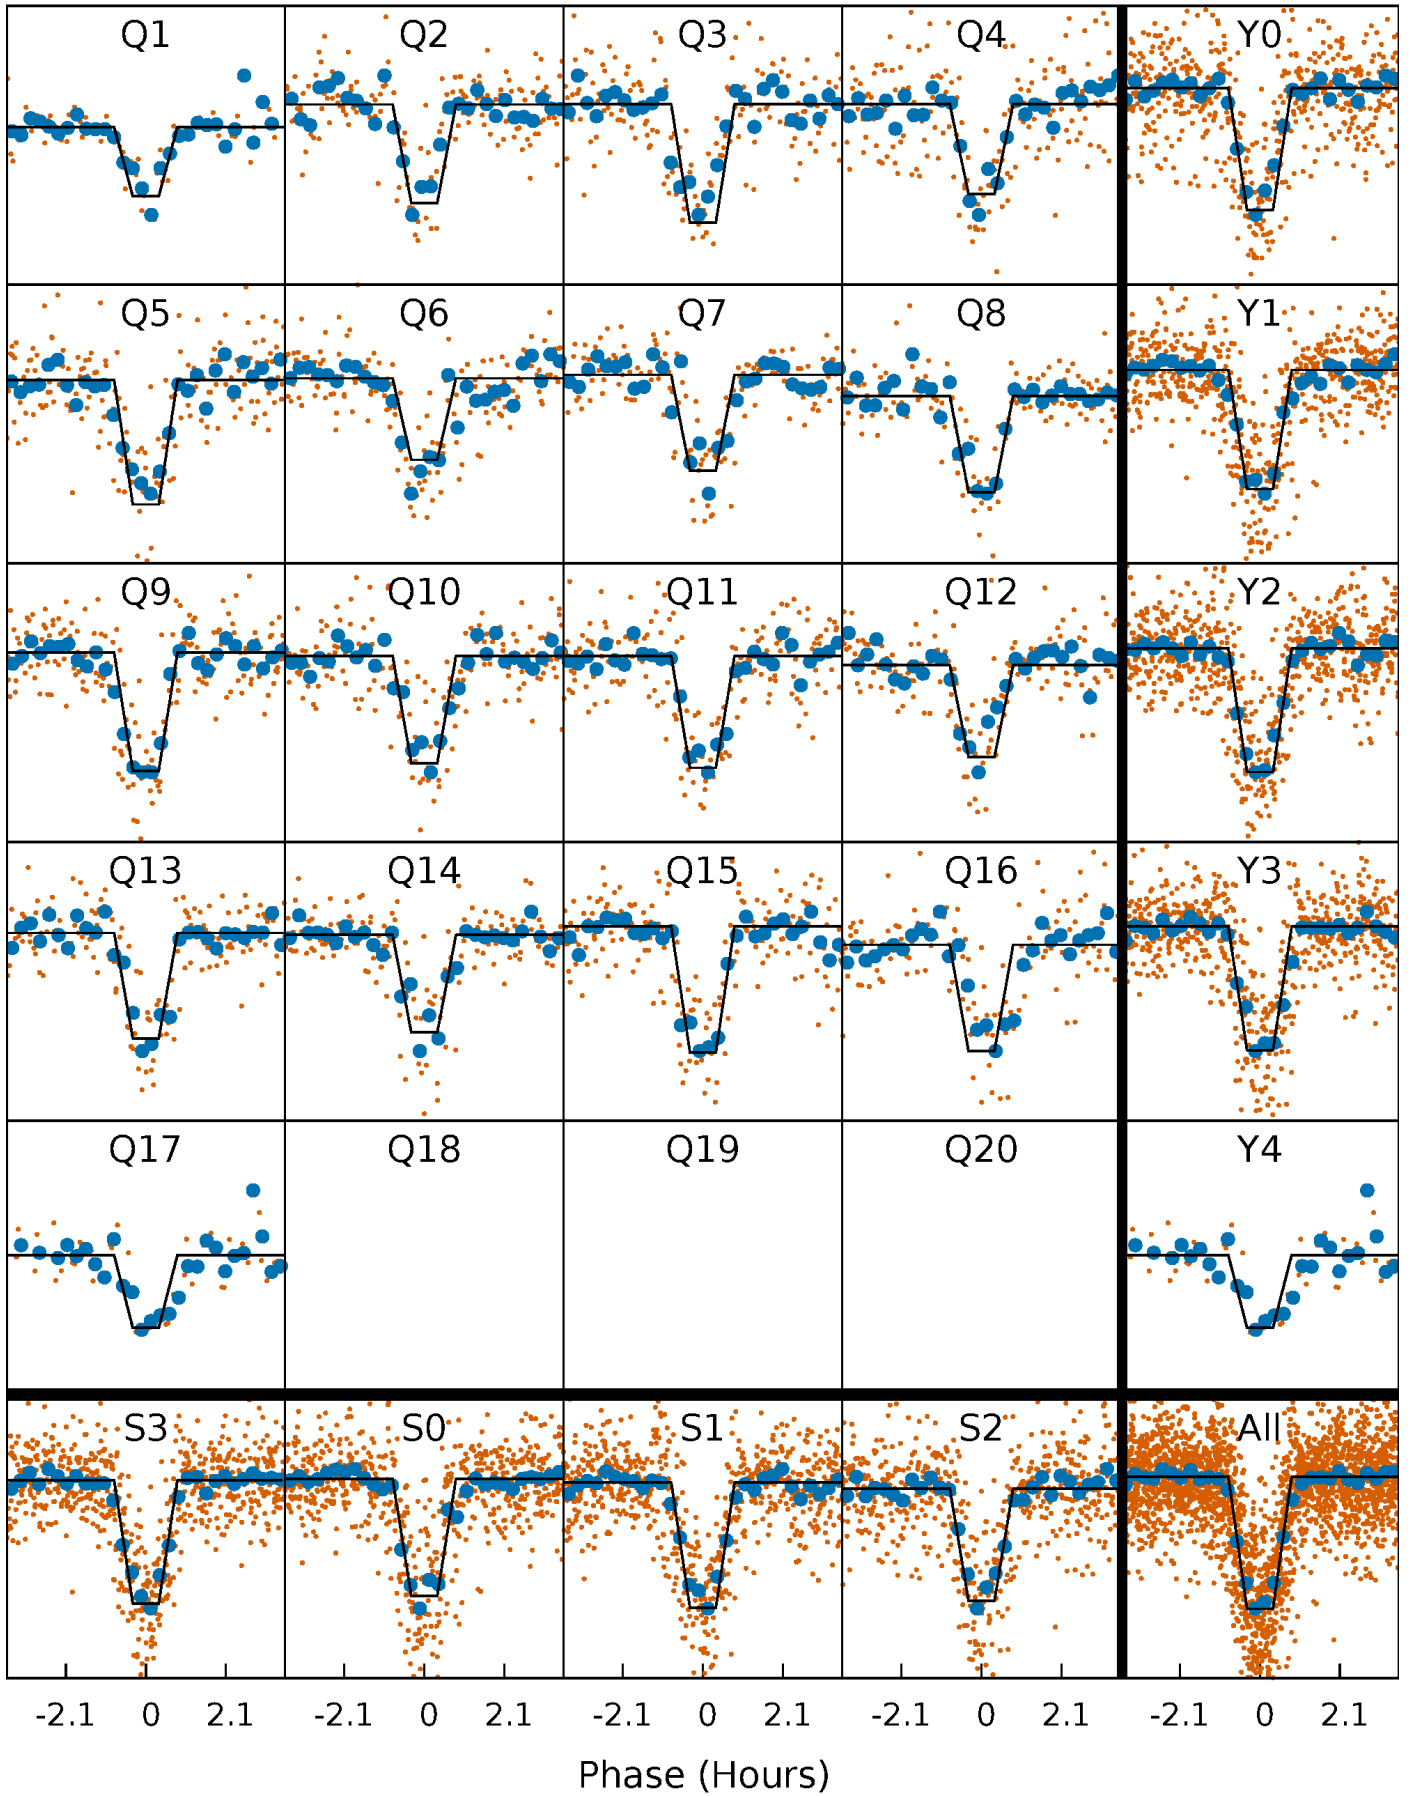 Q1 Q2 Q3 Q4 Y0
Q5 Q6 Q7 Q8 Y1
Q9 Q10 Q11 Q12 Y2
Q13 Q14 Q15 Q16 Y3
Q17 Q18 Q19 Q20 Y4
S3 S0 S1 S2 All
-2.1 0 2.1 -2.1 0 2.1 -2.1 0 2.1 -2.1 0 2.1 -2.1 0 2.1
Phase (Hours)